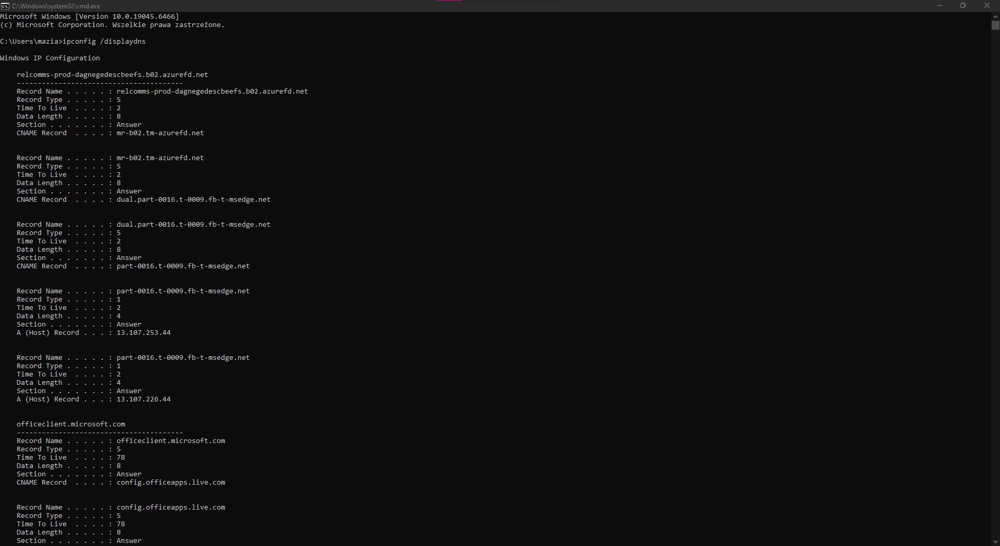 C:\Windows\system32\cmd.exe
Microsoft Windows [Version 10.0.19045.6466]
(c) Microsoft Corporation. Wszelkie prawa zastrzeżone.
C:\Users\mazia>ipconfig /displaydns
Windows IP Configuration
    relcomms-prod-dagnegedescbeefs.b02.azurefd.net
    ----------------------------------------
    Record Name . . . . . : relcomms-prod-dagnegedescbeefs.b02.azurefd.net
    Record Type . . . . . : 5
    Time To Live  . . . . : 2
    Data Length . . . . . : 8
    Section . . . . . . . : Answer
    CNAME Record  . . . . : mr-b02.tm-azurefd.net
    Record Name . . . . . : mr-b02.tm-azurefd.net
    Record Type . . . . . : 5
    Time To Live  . . . . : 2
    Data Length . . . . . : 8
    Section . . . . . . . : Answer
    CNAME Record  . . . . : dual.part-0016.t-0009.fb-t-msedge.net
    Record Name . . . . . : dual.part-0016.t-0009.fb-t-msedge.net
    Record Type . . . . . : 5
    Time To Live  . . . . : 2
    Data Length . . . . . : 8
    Section . . . . . . . : Answer
    CNAME Record  . . . . : part-0016.t-0009.fb-t-msedge.net
    Record Name . . . . . : part-0016.t-0009.fb-t-msedge.net
    Record Type . . . . . : 1
    Time To Live  . . . . : 2
    Data Length . . . . . : 4
    Section . . . . . . . : Answer
    A (Host) Record . . . : 13.107.253.44
    Record Name . . . . . : part-0016.t-0009.fb-t-msedge.net
    Record Type . . . . . : 1
    Time To Live  . . . . : 2
    Data Length . . . . . : 4
    Section . . . . . . . : Answer
    A (Host) Record . . . : 13.107.226.44
    officeclient.microsoft.com
    ----------------------------------------
    Record Name . . . . . : officeclient.microsoft.com
    Record Type . . . . . : 5
    Time To Live  . . . . : 78
    Data Length . . . . . : 8
    Section . . . . . . . : Answer
    CNAME Record  . . . . : config.officeapps.live.com
    Record Name . . . . . : config.officeapps.live.com
    Record Type . . . . . : 5
    Time To Live  . . . . : 78
    Data Length . . . . . : 8
    Section . . . . . . . : Answer